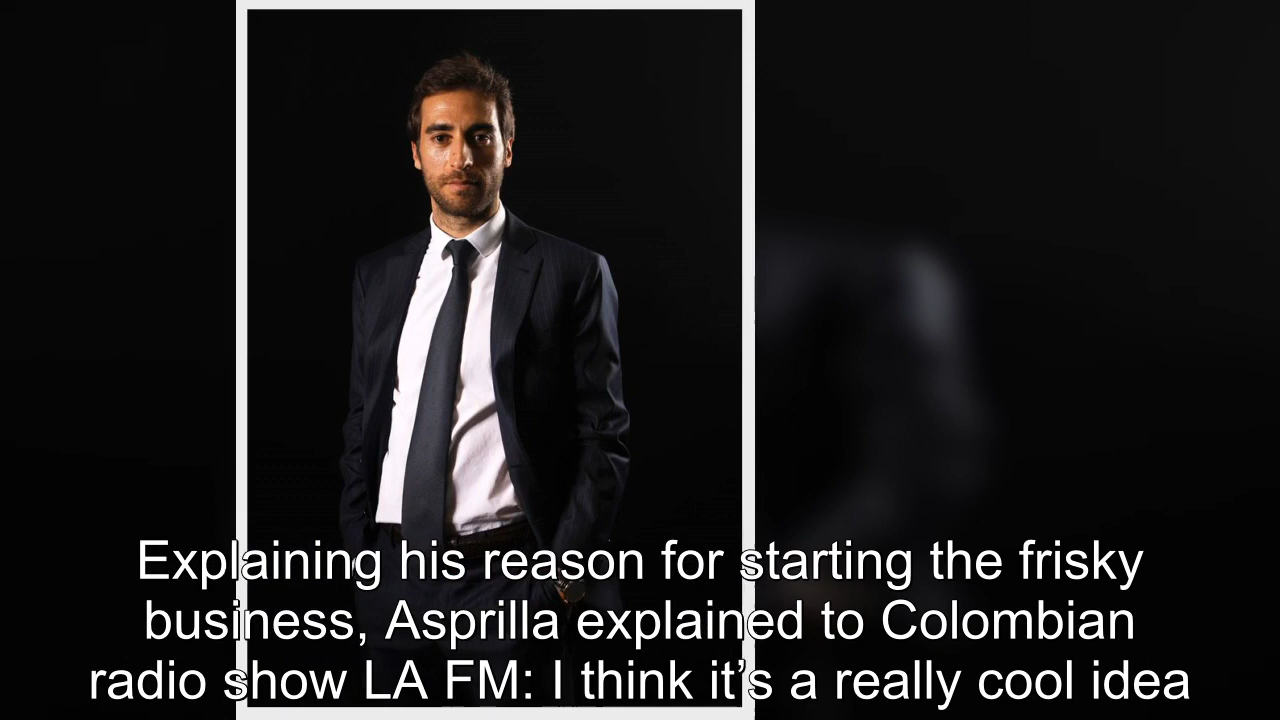 Explaining his reason for starting the frisky
business, Asprilla explained to Colombian
radio show LA FM: I think it’s a really cool idea